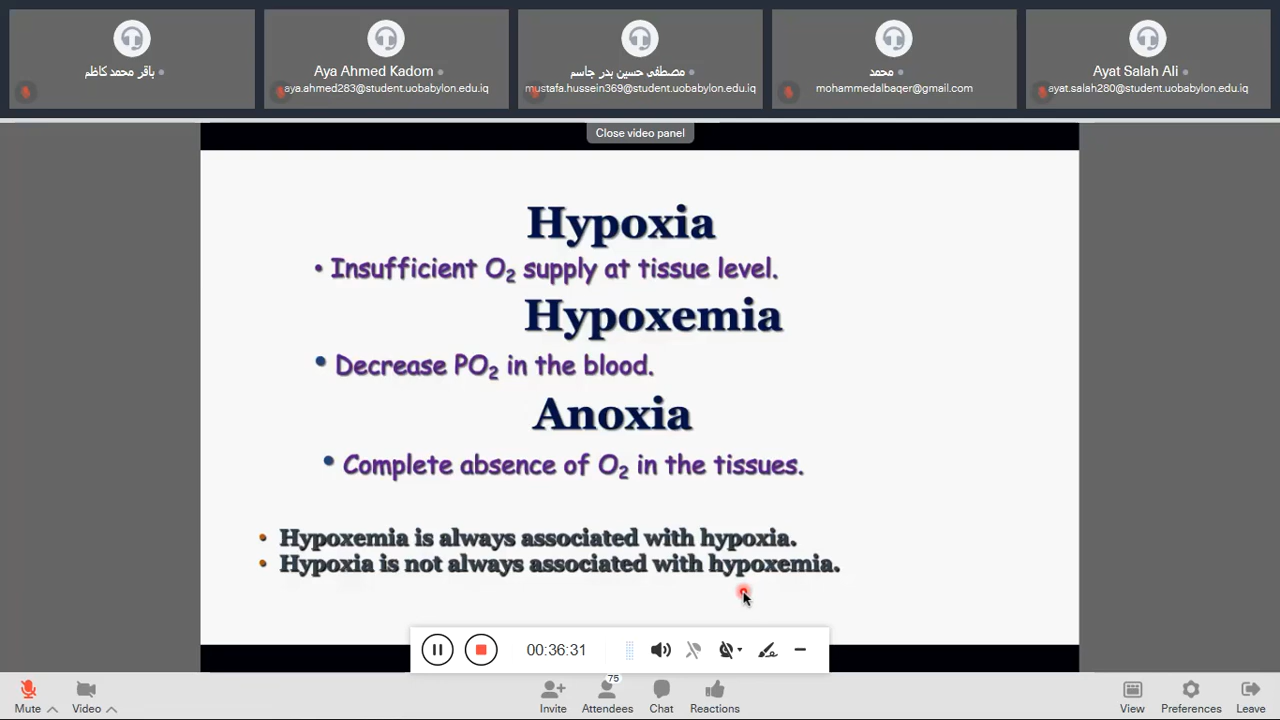 باقر محمد كاظم
Aya Ahmed Kadom
aya.ahmed283@student.uobabylon.edu.iq
مصطفى حسين بدر جاسم
mustafa.hussein369@student.uobabylon.edu.iq
محمد
mohammedalbaqer@gmail.com
Ayat Salah Ali
ayat.salah280@student.uobabylon.edu.iq
Close video panel
Hypoxia
• Insufficient O₂ supply at tissue level.
Hypoxemia
• Decrease PO₂ in the blood.
Anoxia
• Complete absence of O₂ in the tissues.
• Hypoxemia is always associated with hypoxia.
• Hypoxia is not always associated with hypoxemia.
00:36:31
Mute
Video
Invite
75
Attendees
Chat
Reactions
View
Preferences
Leave